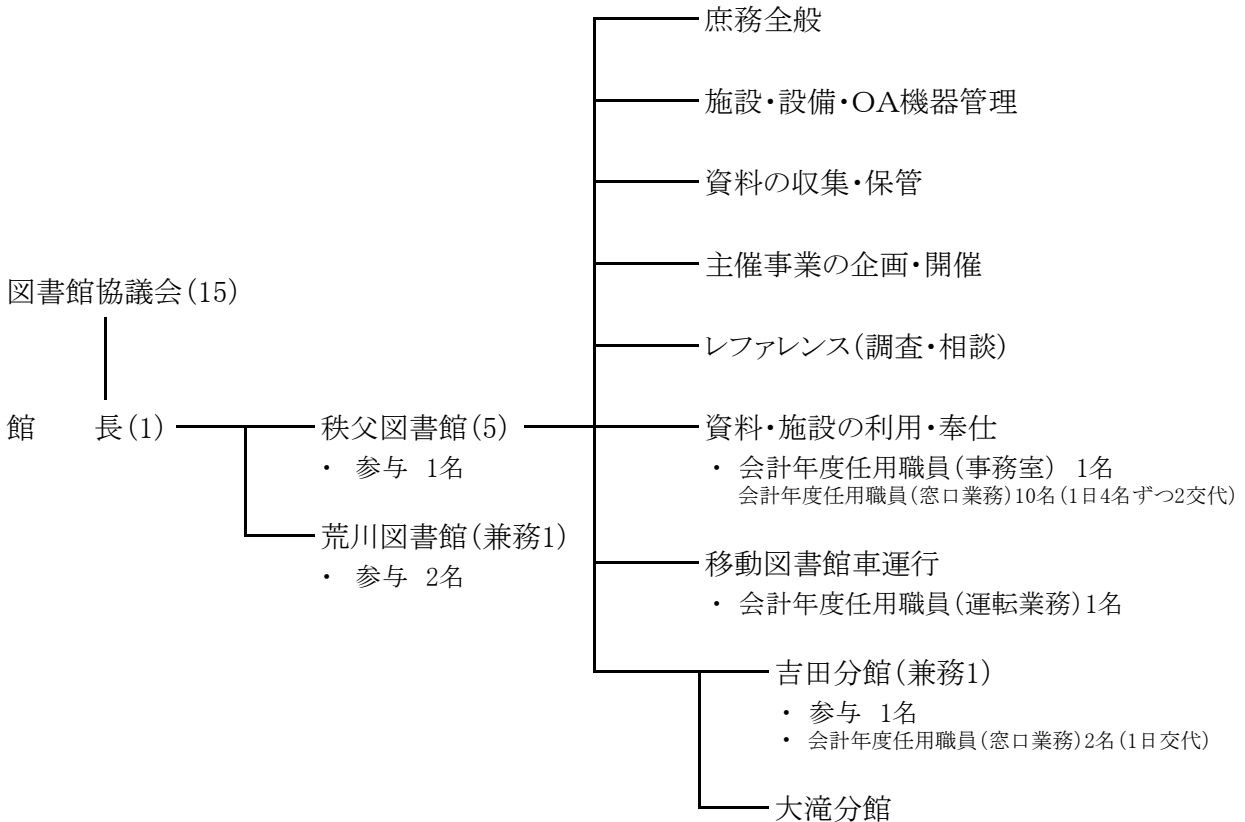 庶務全般
施設・設備・OA機器管理
資料の収集・保管
主催事業の企画・開催
図書館協議会(15)
レファレンス(調査・相談)
館　　長(1)
秩父図書館(5)
・ 参与 1名
資料・施設の利用・奉仕
・ 会計年度任用職員(事務室) 1名
会計年度任用職員(窓口業務)10名(1日4名ずつ2交代)
荒川図書館(兼務1)
・ 参与 2名
移動図書館車運行
・ 会計年度任用職員(運転業務)1名
吉田分館(兼務1)
・ 参与 1名
・ 会計年度任用職員(窓口業務)2名(1日交代)
大滝分館